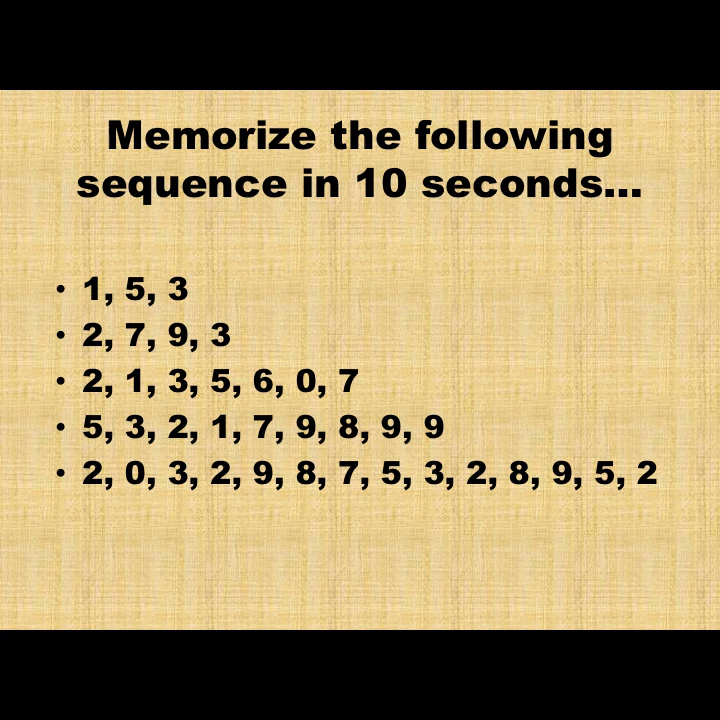 Memorize the following
sequence in 10 seconds...
• 1, 5, 3
• 2, 7, 9, 3
• 2, 1, 3, 5, 6, 0, 7
• 5, 3, 2, 1, 7, 9, 8, 9, 9
• 2, 0, 3, 2, 9, 8, 7, 5, 3, 2, 8, 9, 5, 2